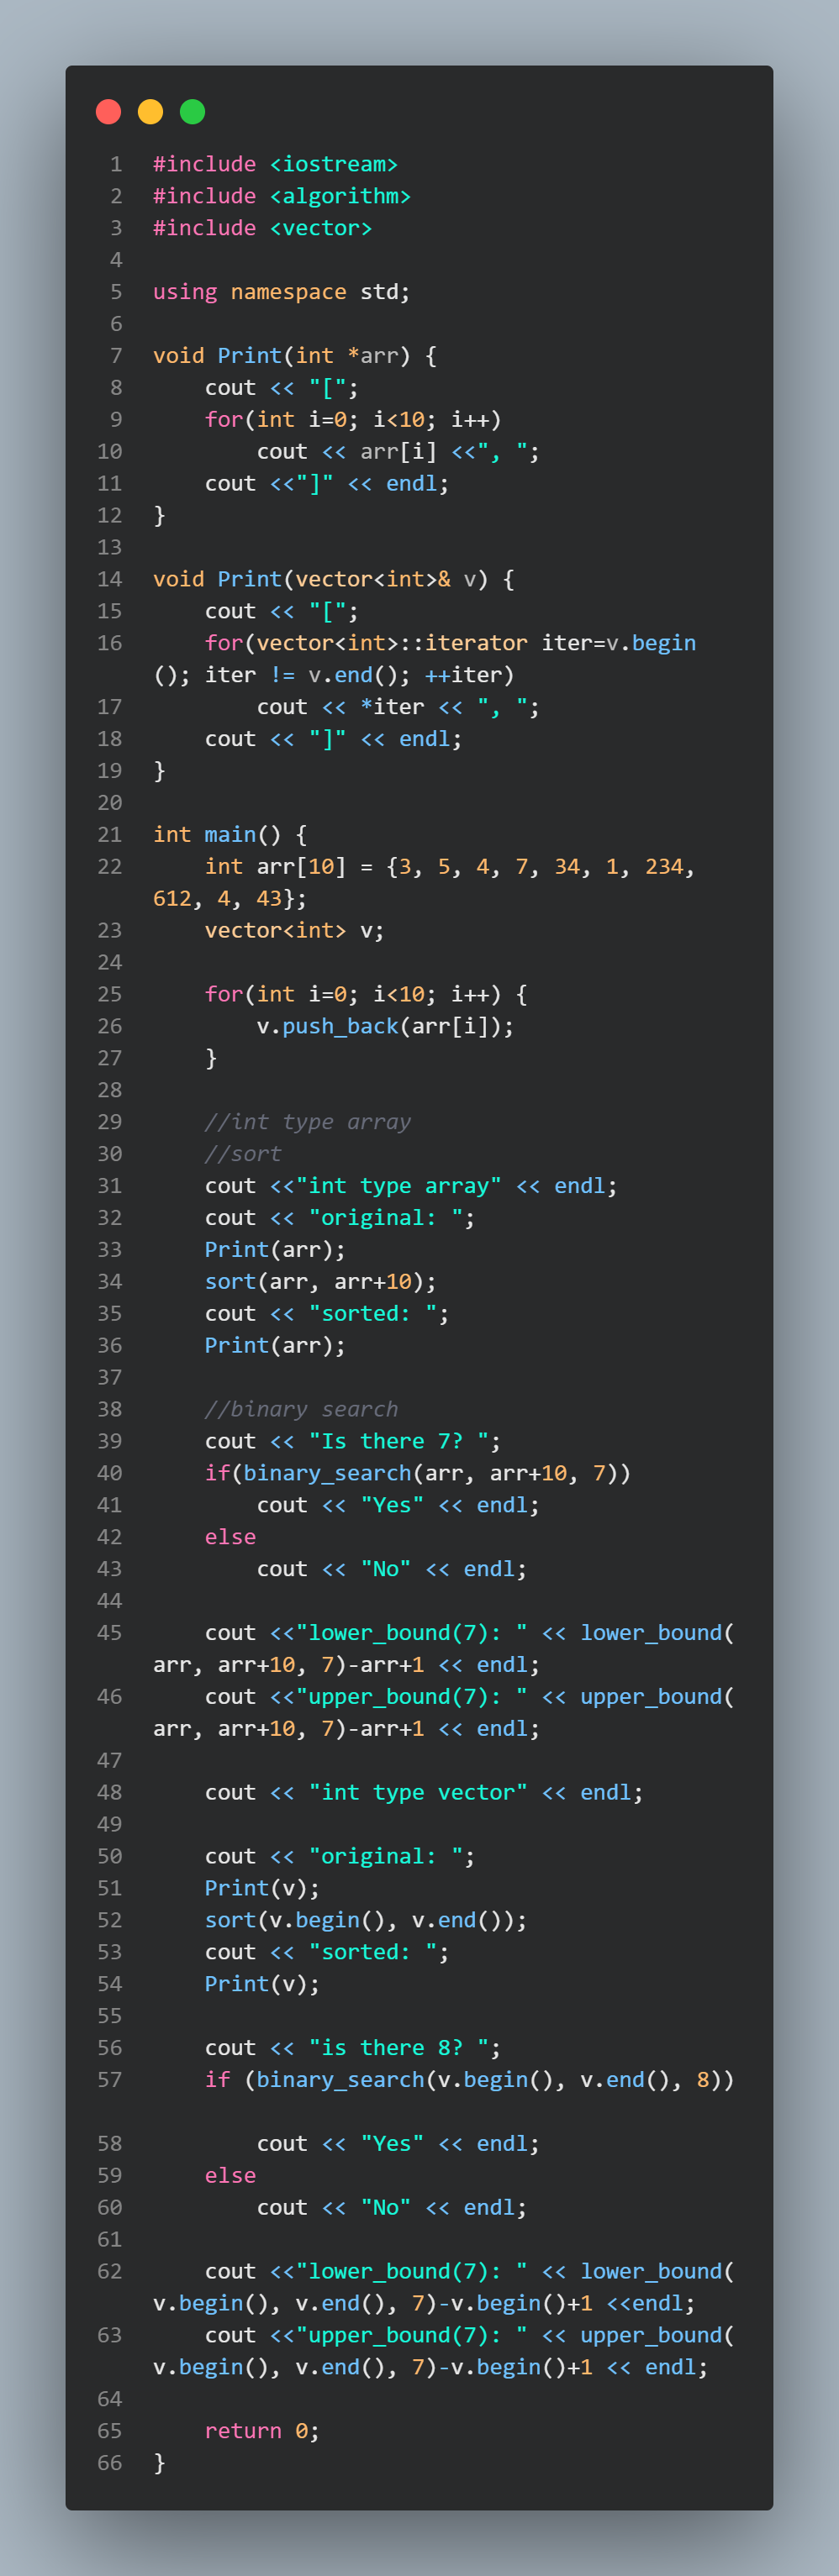 1 #include <iostream>
2 #include <algorithm>
3 #include <vector>
4
5 using namespace std;
6
7 void Print(int *arr) {
8     cout << "[";
9     for(int i=0; i<10; i++)
10         cout << arr[i] <<", ";
11     cout <<"]" << endl;
12 }
13
14 void Print(vector<int>& v) {
15     cout << "[";
16     for(vector<int>::iterator iter=v.begin
(); iter != v.end(); ++iter)
17         cout << *iter << ", ";
18     cout << "]" << endl;
19 }
20
21 int main() {
22     int arr[10] = {3, 5, 4, 7, 34, 1, 234,
612, 4, 43};
23     vector<int> v;
24
25     for(int i=0; i<10; i++) {
26         v.push_back(arr[i]);
27     }
28
29     //int type array
30     //sort
31     cout <<"int type array" << endl;
32     cout << "original: ";
33     Print(arr);
34     sort(arr, arr+10);
35     cout << "sorted: ";
36     Print(arr);
37
38     //binary search
39     cout << "Is there 7? ";
40     if(binary_search(arr, arr+10, 7))
41         cout << "Yes" << endl;
42     else
43         cout << "No" << endl;
44
45     cout <<"lower_bound(7): " << lower_bound(
arr, arr+10, 7)-arr+1 << endl;
46     cout <<"upper_bound(7): " << upper_bound(
arr, arr+10, 7)-arr+1 << endl;
47
48     cout << "int type vector" << endl;
49
50     cout << "original: ";
51     Print(v);
52     sort(v.begin(), v.end());
53     cout << "sorted: ";
54     Print(v);
55
56     cout << "is there 8? ";
57     if (binary_search(v.begin(), v.end(), 8))
58         cout << "Yes" << endl;
59     else
60         cout << "No" << endl;
61
62     cout <<"lower_bound(7): " << lower_bound(
v.begin(), v.end(), 7)-v.begin()+1 <<endl;
63     cout <<"upper_bound(7): " << upper_bound(
v.begin(), v.end(), 7)-v.begin()+1 << endl;
64
65     return 0;
66 }